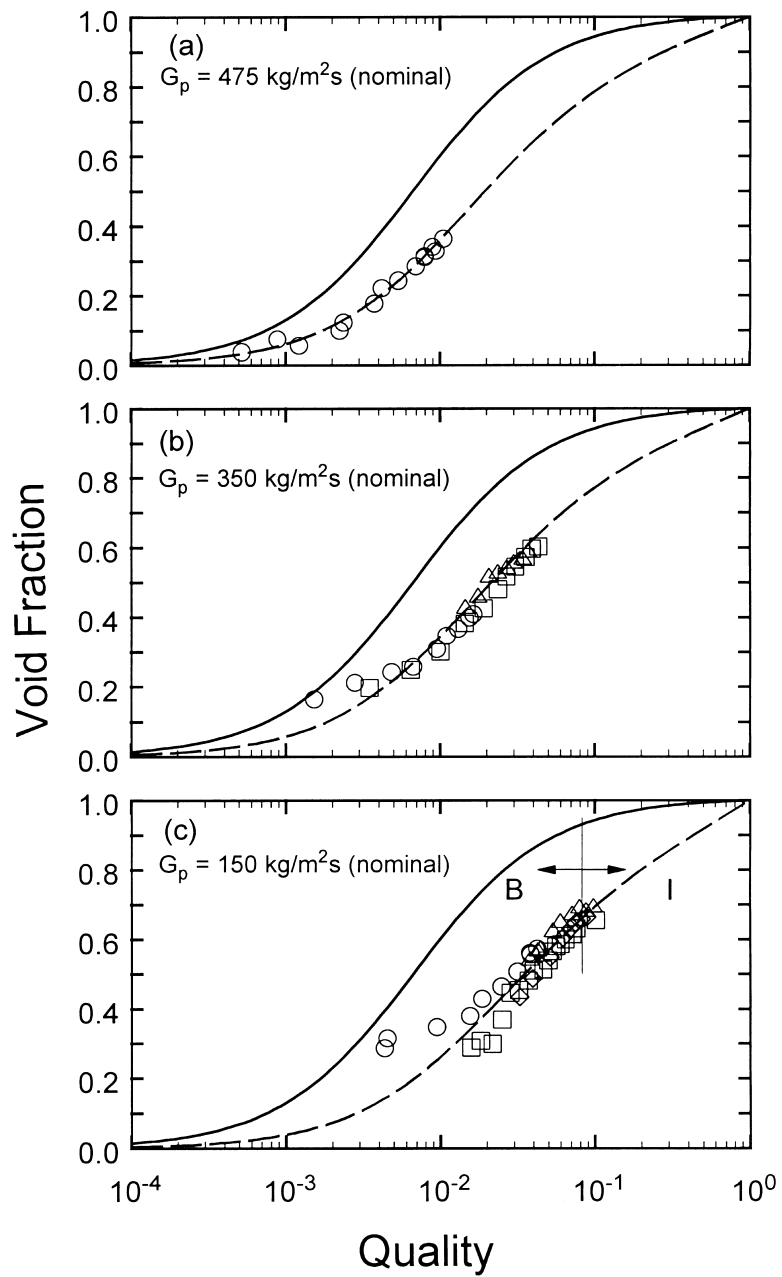 1.0
(a)
Gₚ = 475 kg/m²s (nominal)
0.8
0.6
0.4
0.2
0.0
1.0
(b)
Gₚ = 350 kg/m²s (nominal)
0.8
0.6
0.4
0.2
0.0
Void Fraction
1.0
(c)
Gₚ = 150 kg/m²s (nominal)
B I
0.8
0.6
0.4
0.2
0.0
10⁻⁴ 10⁻³ 10⁻² 10⁻¹ 10⁰
Quality